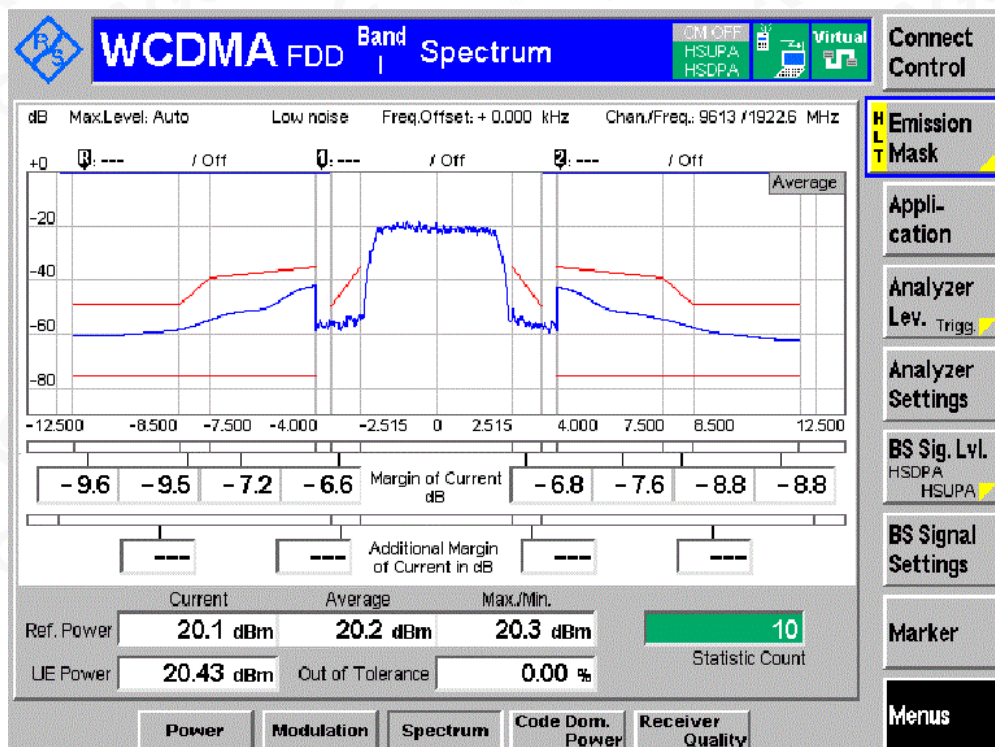 R&S
WCDMA FDD Band I Spectrum
CM OFF
HSUPA
HSDPA
Virtual
Connect Control
dB Max.Level: Auto Low noise Freq.Offset: + 0.000 kHz Chan./Freq.: 9613 / 1922.6 MHz
HLT
Emission Mask
R: --- / Off 1: --- / Off 2: --- / Off
Average
+0
-20
-40
-60
-80
-12.500 -8.500 -7.500 -4.000 -2.515 0 2.515 4.000 7.500 8.500 12.500
Appli-
cation
Analyzer
Lev. Trigg.
Analyzer
Settings
-9.6 -9.5 -7.2 -6.6 Margin of Current dB -6.8 -7.6 -8.8 -8.8
BS Sig. Lvl.
HSDPA
HSUPA
--- --- Additional Margin of Current in dB --- ---
BS Signal
Settings
Current Average Max./Min.
Ref. Power 20.1 dBm 20.2 dBm 20.3 dBm 10
Statistic Count
UE Power 20.43 dBm Out of Tolerance 0.00 %
Marker
Power Modulation Spectrum Code Dom. Power Receiver Quality
Menus